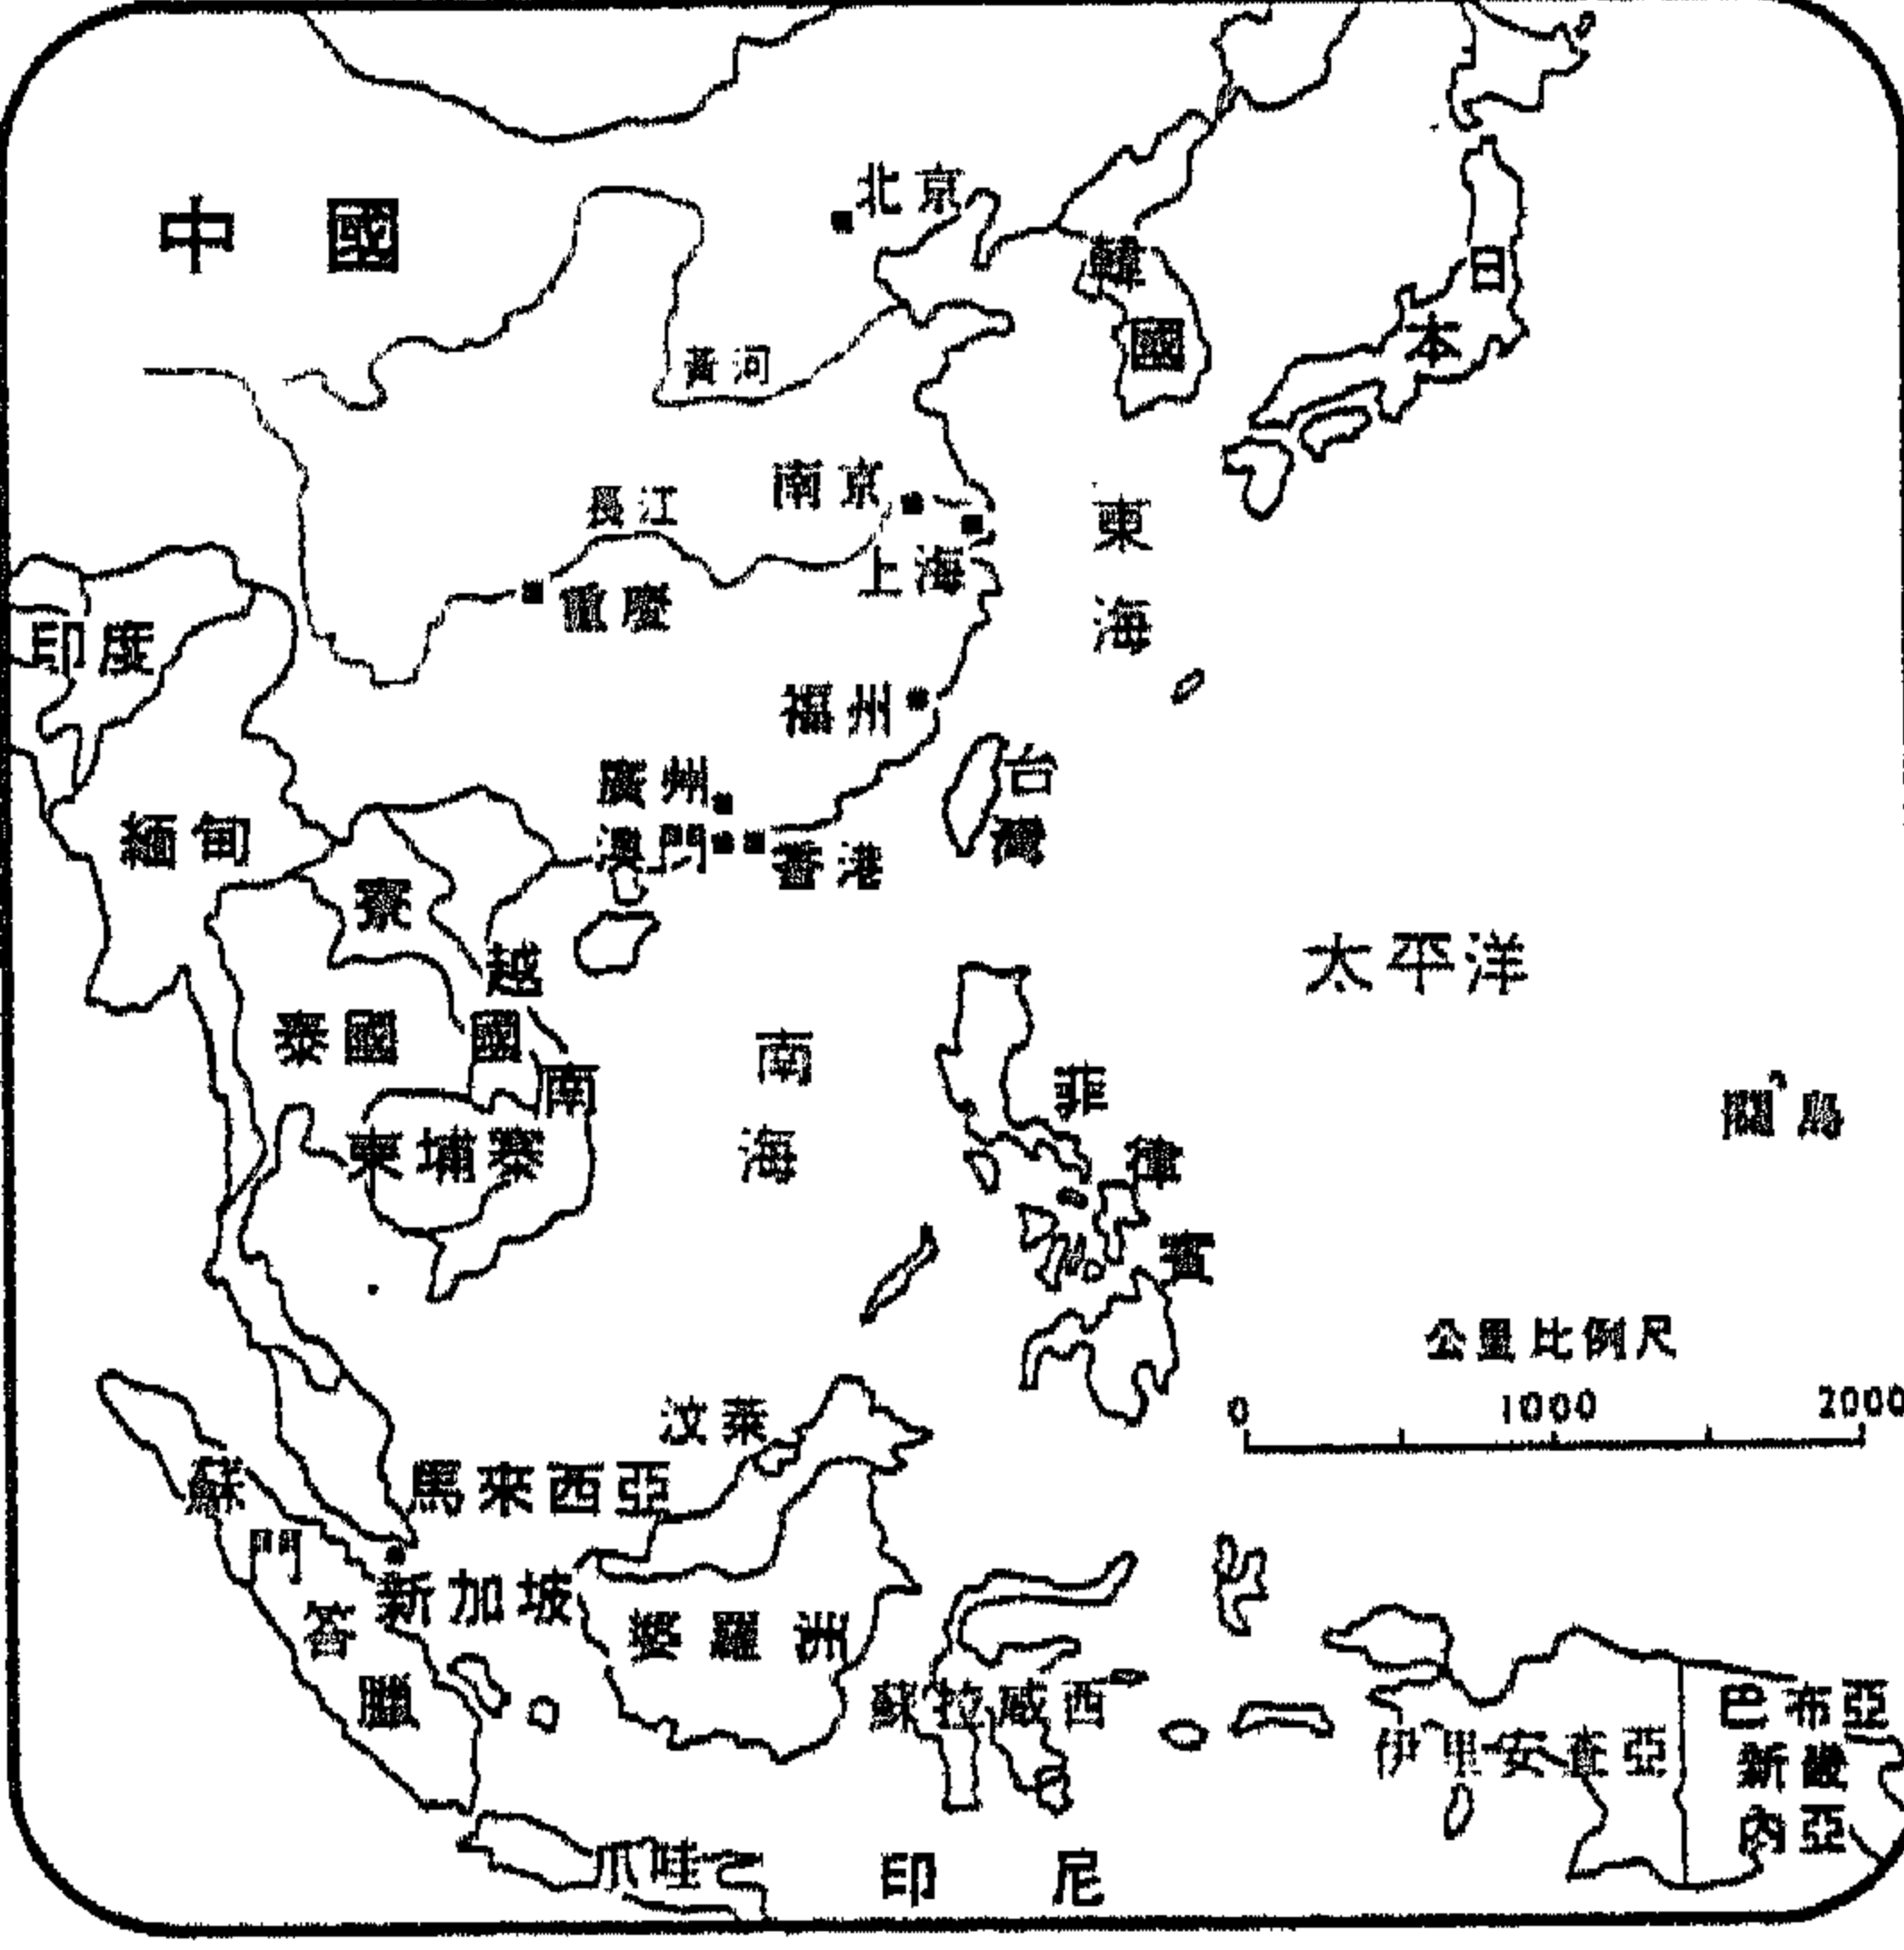 北京
中國
韓國
日本
黃河
南京
長江
東海
上海
重慶
印度
福州
台灣
廣州
緬甸
澳門
香港
寮
太平洋
越南
泰國
南海
菲律賓
關島
柬埔寨
公里比例尺
0 1000 2000
汶萊
馬来西亞
蘇門答臘
新加坡
婆羅洲
蘇拉威西
巴布亞
新畿
內亞
伊里安查亞
爪哇
印尼